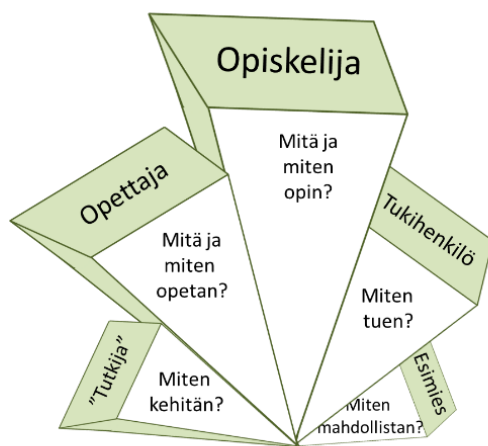 Opiskelija
Mitä ja
miten
opin?
Opettaja
Mitä ja
miten
opetan?
Tukihenkilö
Miten
tuen?
"Tutkija"
Miten
kehitän?
Esimies
Miten
mahdollistan?